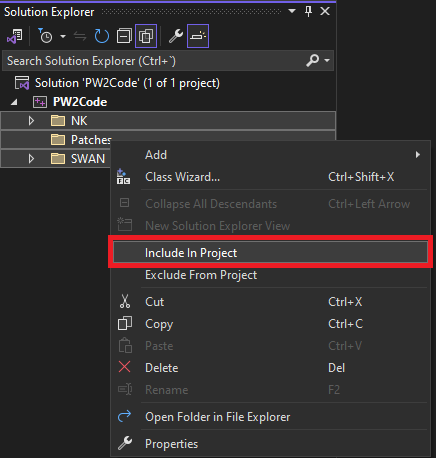 Solution Explorer
Search Solution Explorer (Ctrl+`)
Solution 'PW2Code' (1 of 1 project)
PW2Code
NK
Patches
SWAN
Add
Class Wizard... Ctrl+Shift+X
Collapse All Descendants Ctrl+Left Arrow
New Solution Explorer View
Include In Project
Exclude From Project
Cut Ctrl+X
Copy Ctrl+C
Paste Ctrl+V
Delete Del
Rename F2
Open Folder in File Explorer
Properties